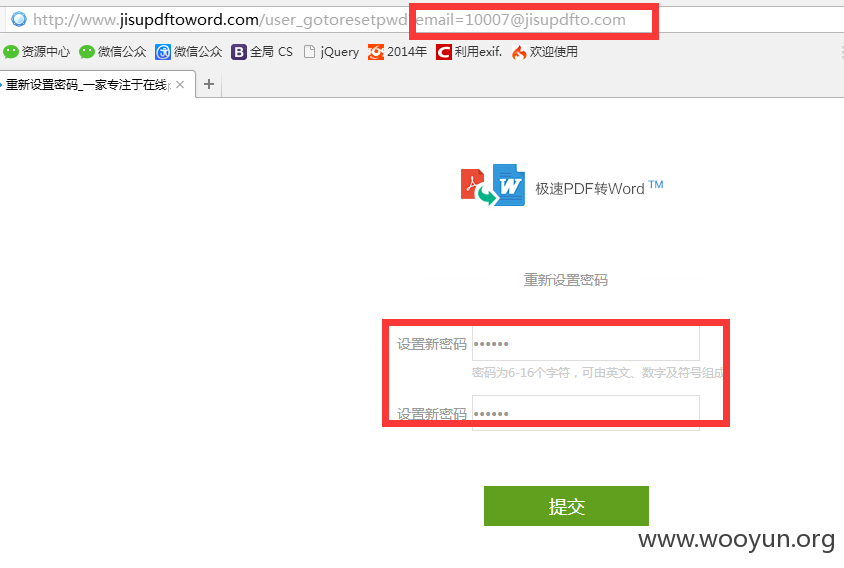 http://www.jisupdftoword.com/user_gotoresetpwd email=10007@jisupdfto.com
资源中心 微信公众 微信公众 全局 CS jQuery 2014年 利用exif. 欢迎使用
重新设置密码_一家专注于在线
极速PDF转Word TM
重新设置密码
设置新密码 ••••••
密码为6-16个字符，可由英文、数字及符号组成
设置新密码 ••••••
提交
www.wooyun.org